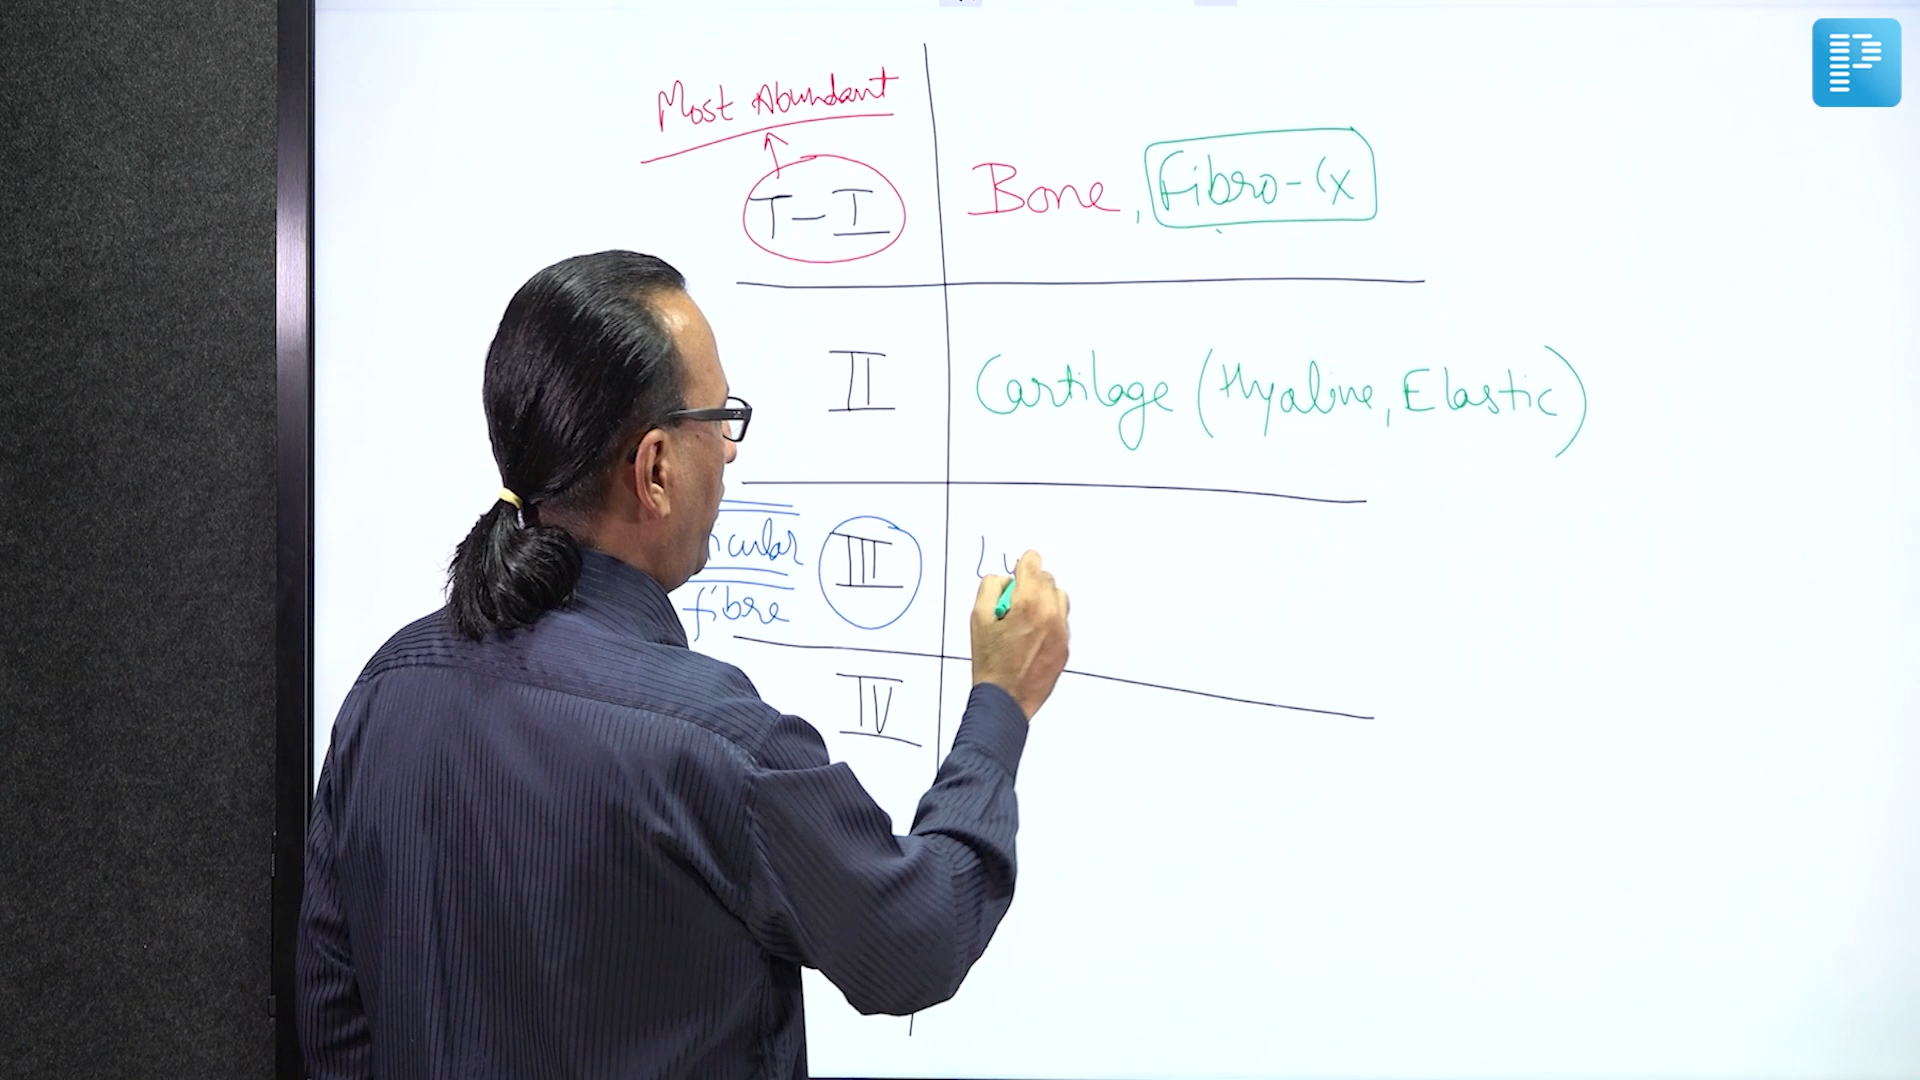 Most Abundant
T-I Bone, Fibro-Cx
II Cartilage (Hyaline, Elastic)
III
fibre
IV